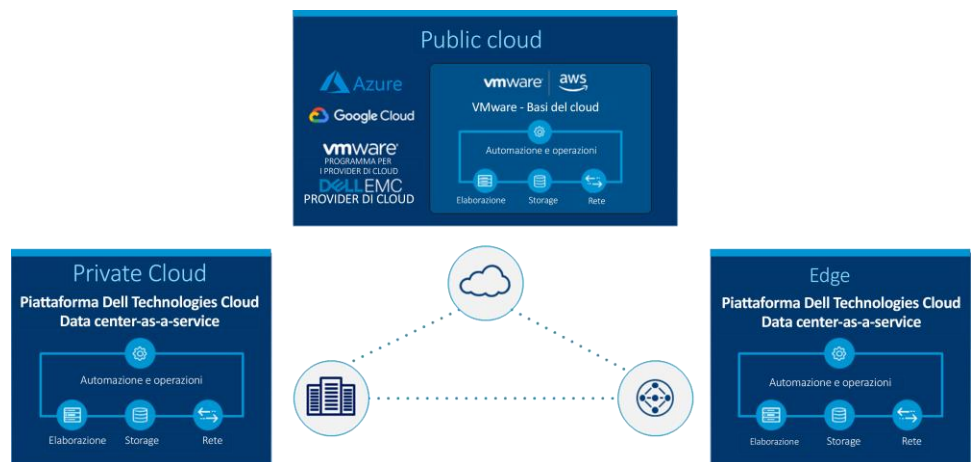 Public cloud
Azure
Google Cloud
vmware
PROGRAMMA PER
I PROVIDER DI CLOUD
DELLEMC
PROVIDER DI CLOUD
vmware aws
VMware - Basi del cloud
Automazione e operazioni
Elaborazione Storage Rete
Private Cloud
Piattaforma Dell Technologies Cloud
Data center-as-a-service
Automazione e operazioni
Elaborazione Storage Rete
Edge
Piattaforma Dell Technologies Cloud
Data center-as-a-service
Automazione e operazioni
Elaborazione Storage Rete